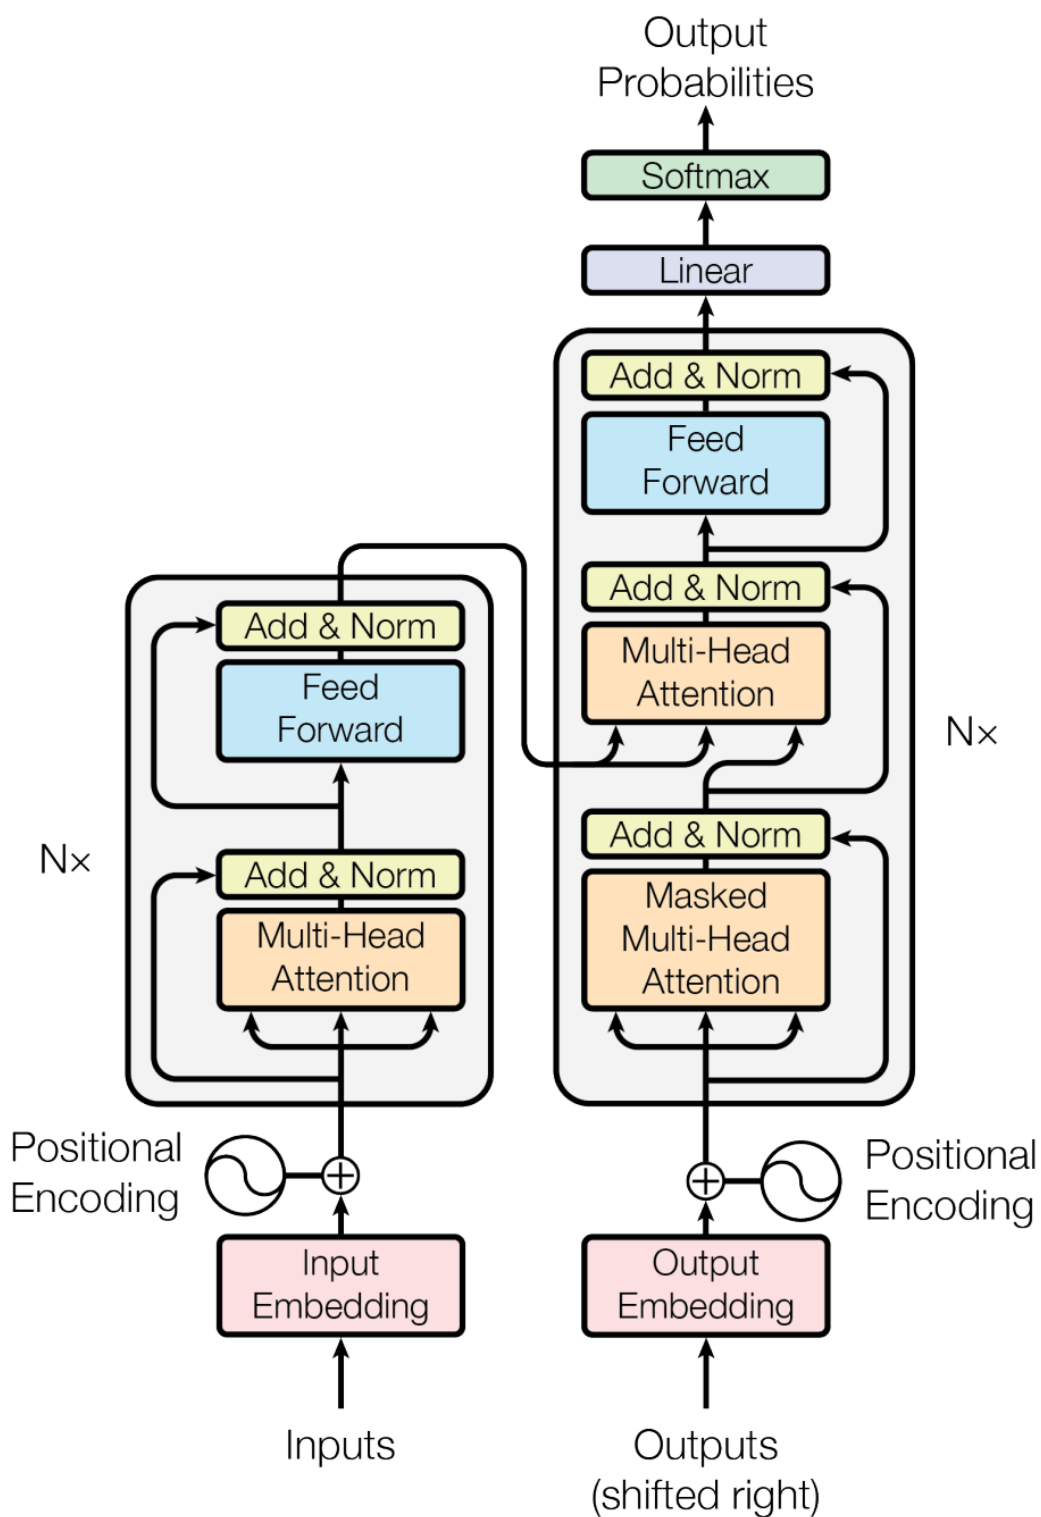 Output
Probabilities
Softmax
Linear
Add & Norm
Feed
Forward
Add & Norm
Multi-Head
Attention
Add & Norm
Masked
Multi-Head
Attention
N×
Add & Norm
Feed
Forward
Add & Norm
Multi-Head
Attention
N×
Positional
Encoding
Positional
Encoding
Input
Embedding
Output
Embedding
Inputs
Outputs
(shifted right)